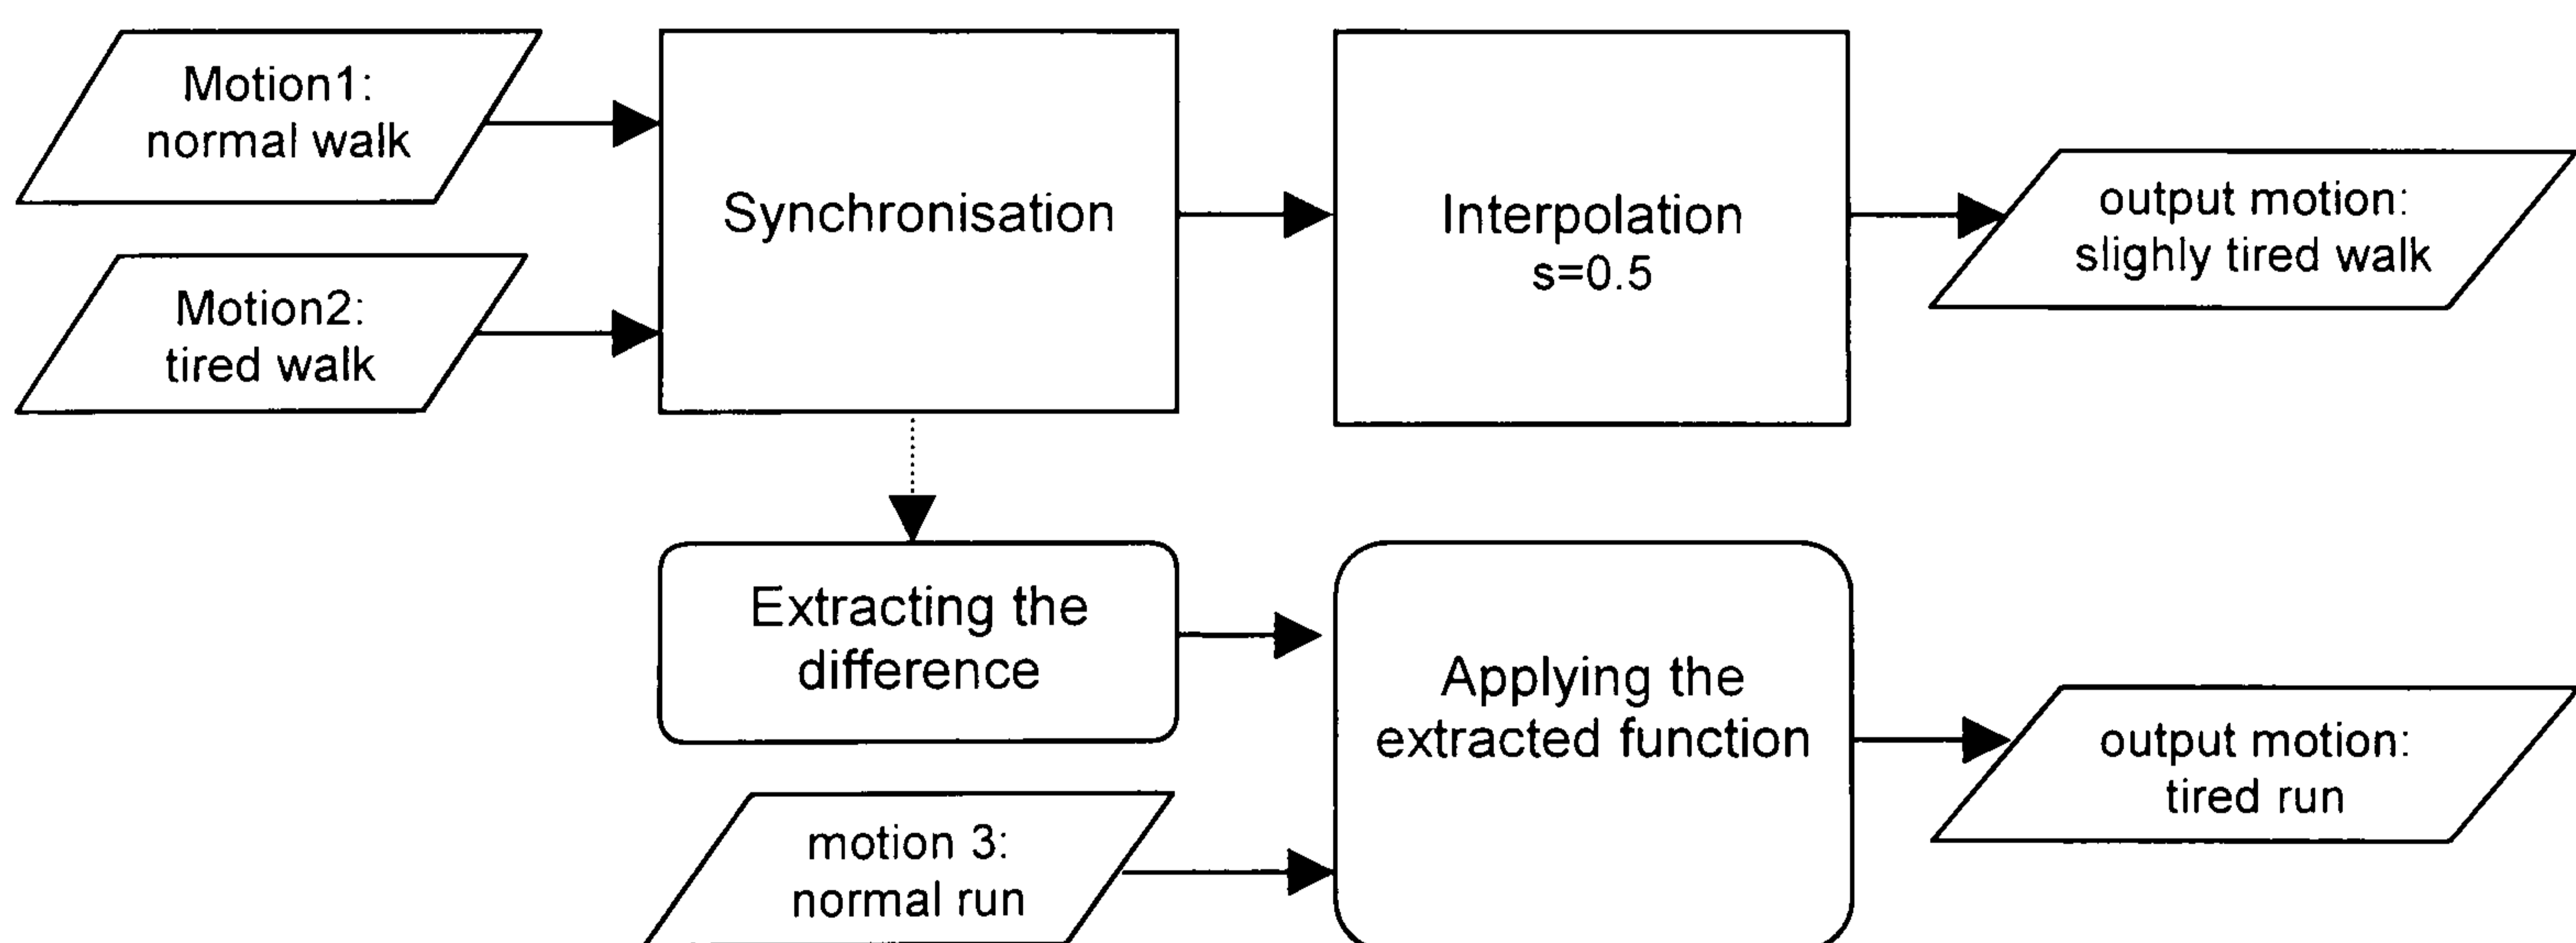 Motion1:
normal walk
Motion2:
tired walk
Synchronisation
Interpolation
s=0.5
output motion:
slighly tired walk
Extracting the
difference
motion 3:
normal run
Applying the
extracted function
output motion:
tired run